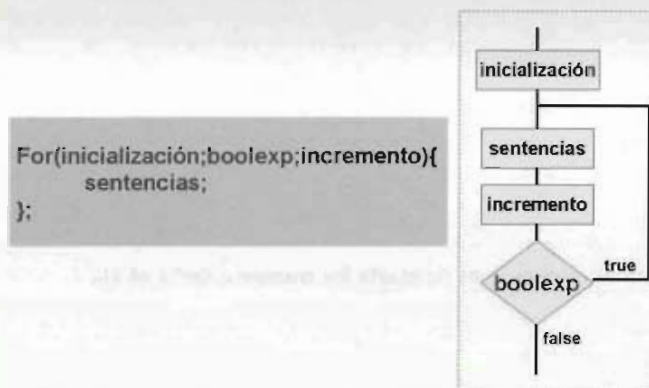 For(inicialización;boolexp;incremento){
sentencias;
};
inicialización
sentencias
incremento
boolexp
true
false